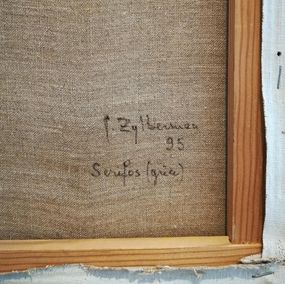 J. Zylberman
95
Serifos (grèce)